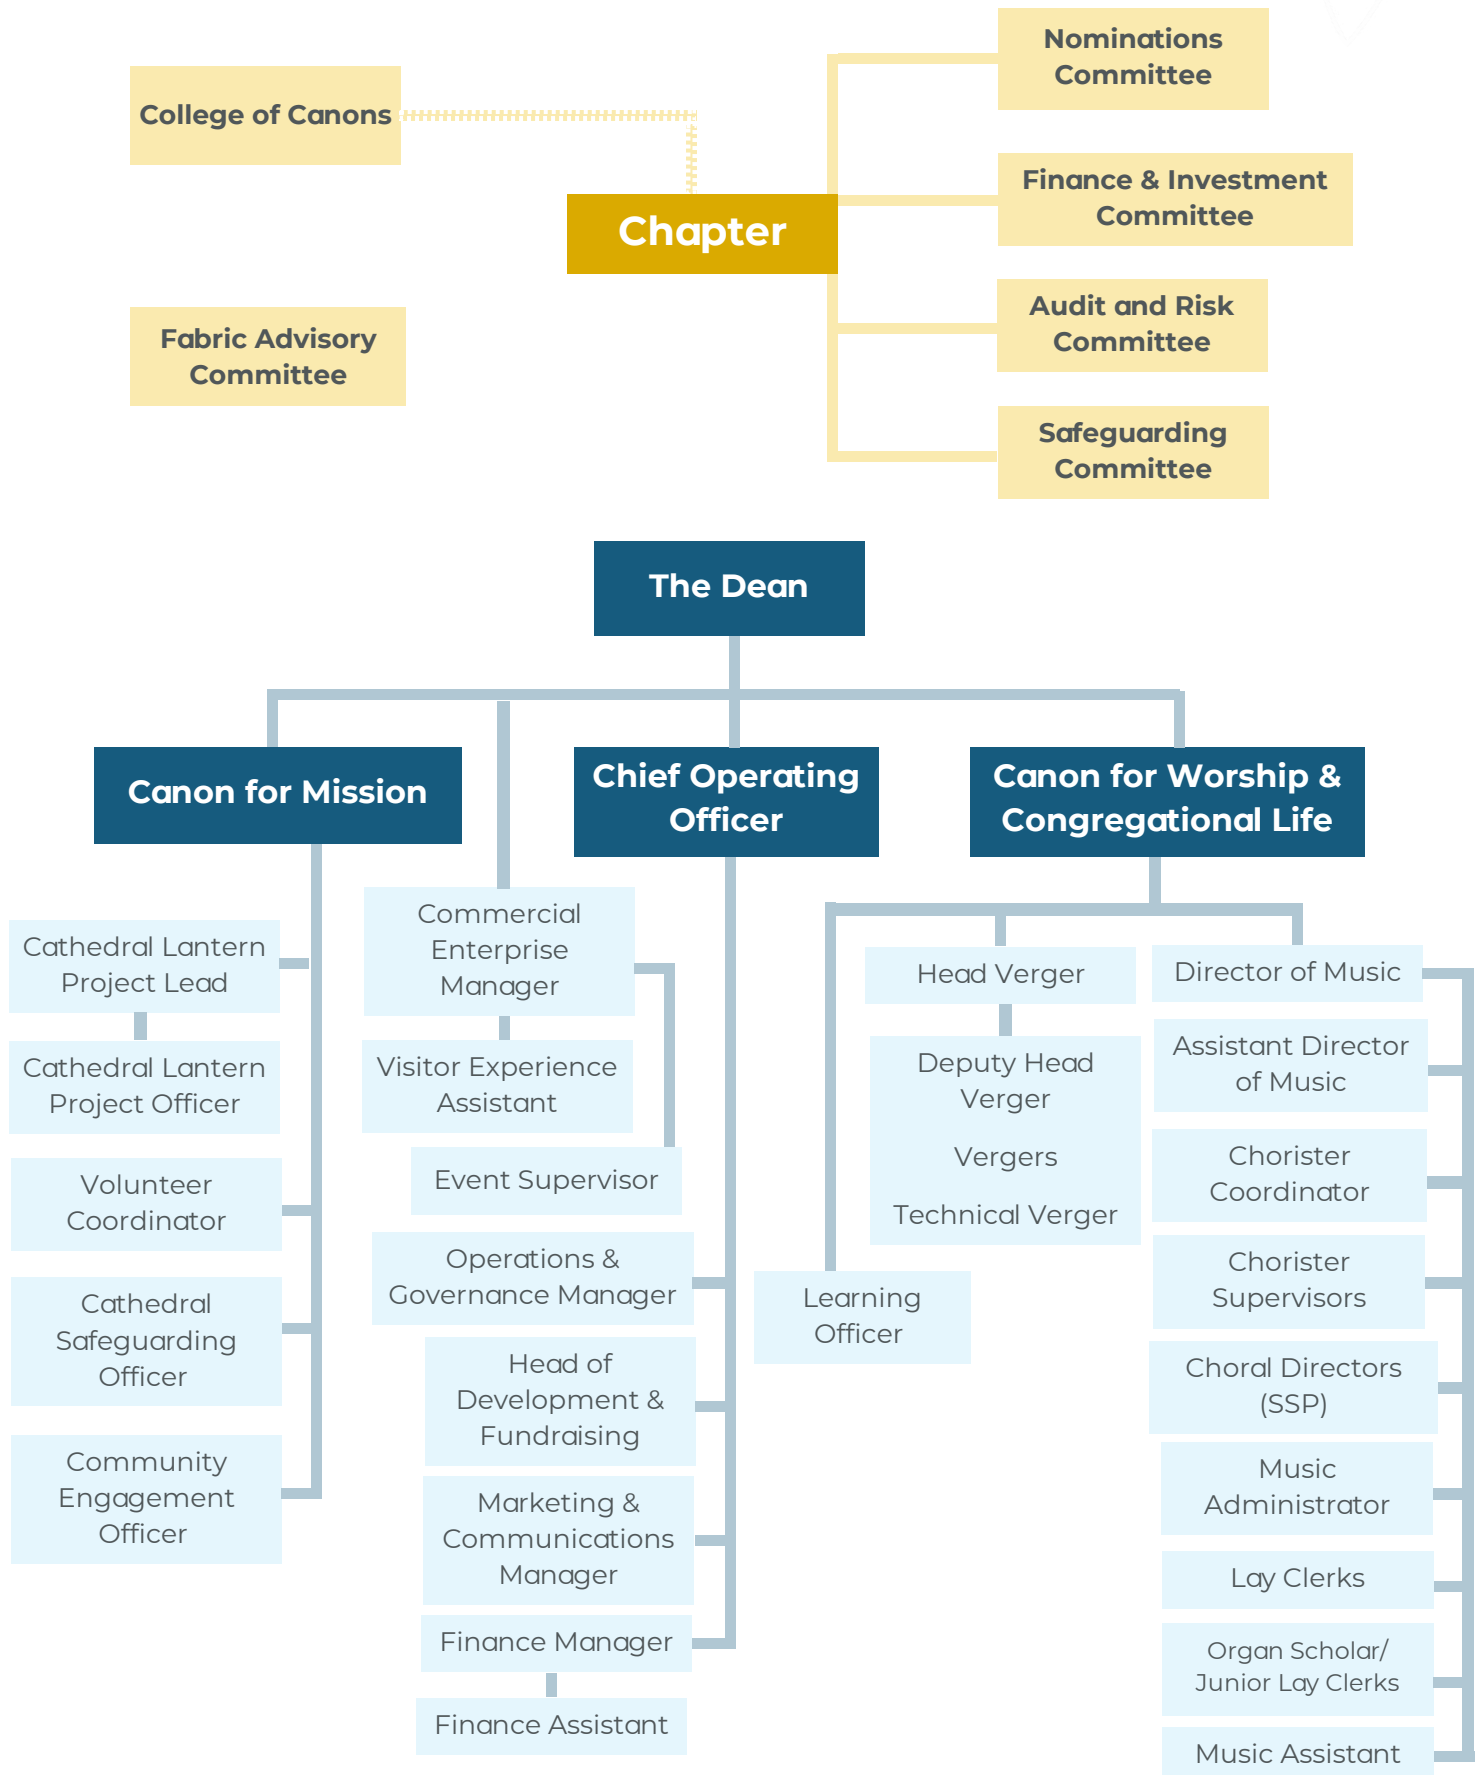 Nominations
Committee
College of Canons
Finance & Investment
Committee
Chapter
Audit and Risk
Committee
Fabric Advisory
Committee
Safeguarding
Committee
The Dean
Canon for Mission
Chief Operating
Officer
Canon for Worship &
Congregational Life
Cathedral Lantern
Project Lead
Cathedral Lantern
Project Officer
Volunteer
Coordinator
Cathedral
Safeguarding
Officer
Community
Engagement
Officer
Commercial
Enterprise
Manager
Visitor Experience
Assistant
Event Supervisor
Operations &
Governance Manager
Head of
Development &
Fundraising
Marketing &
Communications
Manager
Finance Manager
Finance Assistant
Learning
Officer
Head Verger
Deputy Head
Verger
Vergers
Technical Verger
Director of Music
Assistant Director
of Music
Chorister
Coordinator
Chorister
Supervisors
Choral Directors
(SSP)
Music
Administrator
Lay Clerks
Organ Scholar/
Junior Lay Clerks
Music Assistant